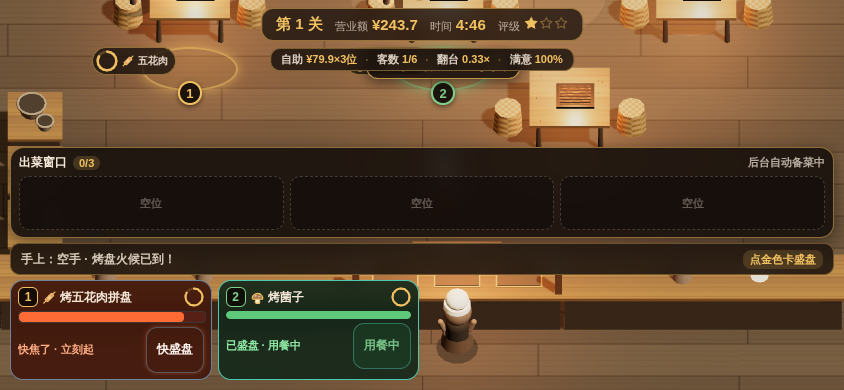 第 1 关 营业额 ¥243.7 时间 4:46 评级
五花肉
自助 ¥79.9×3位 · 客数 1/6 · 翻台 0.33× · 满意 100%
1
2
出菜窗口 0/3 后台自动备菜中
空位 空位 空位
手上：空手 · 烤盘火候已到！ 点金色卡盛盘
1 烤五花肉拼盘
快焦了 · 立刻起 快盛盘
2 烤菌子
已盛盘 · 用餐中 用餐中